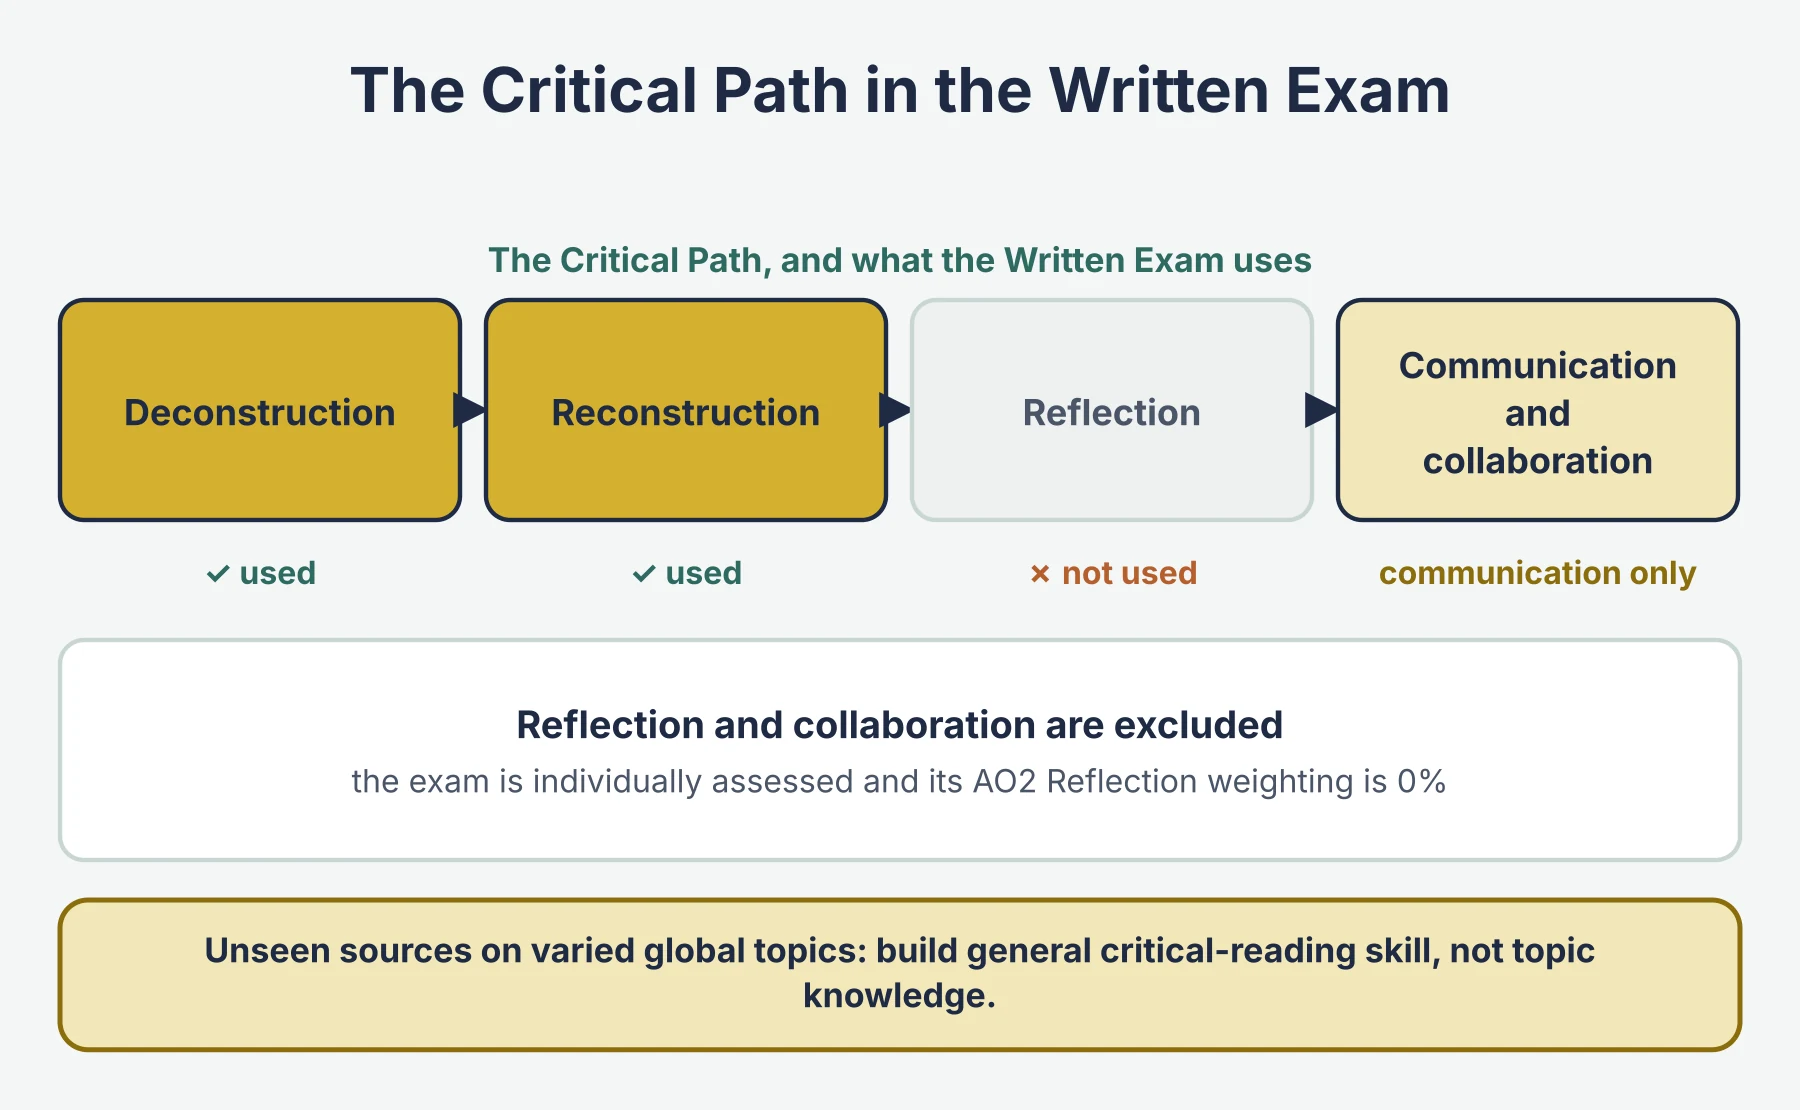 The Critical Path in the Written Exam
The Critical Path, and what the Written Exam uses
Deconstruction
Reconstruction
Reflection
Communication
and
collaboration
✓ used
✓ used
× not used
communication only
Reflection and collaboration are excluded
the exam is individually assessed and its AO2 Reflection weighting is 0%
Unseen sources on varied global topics: build general critical-reading skill, not topic
knowledge.